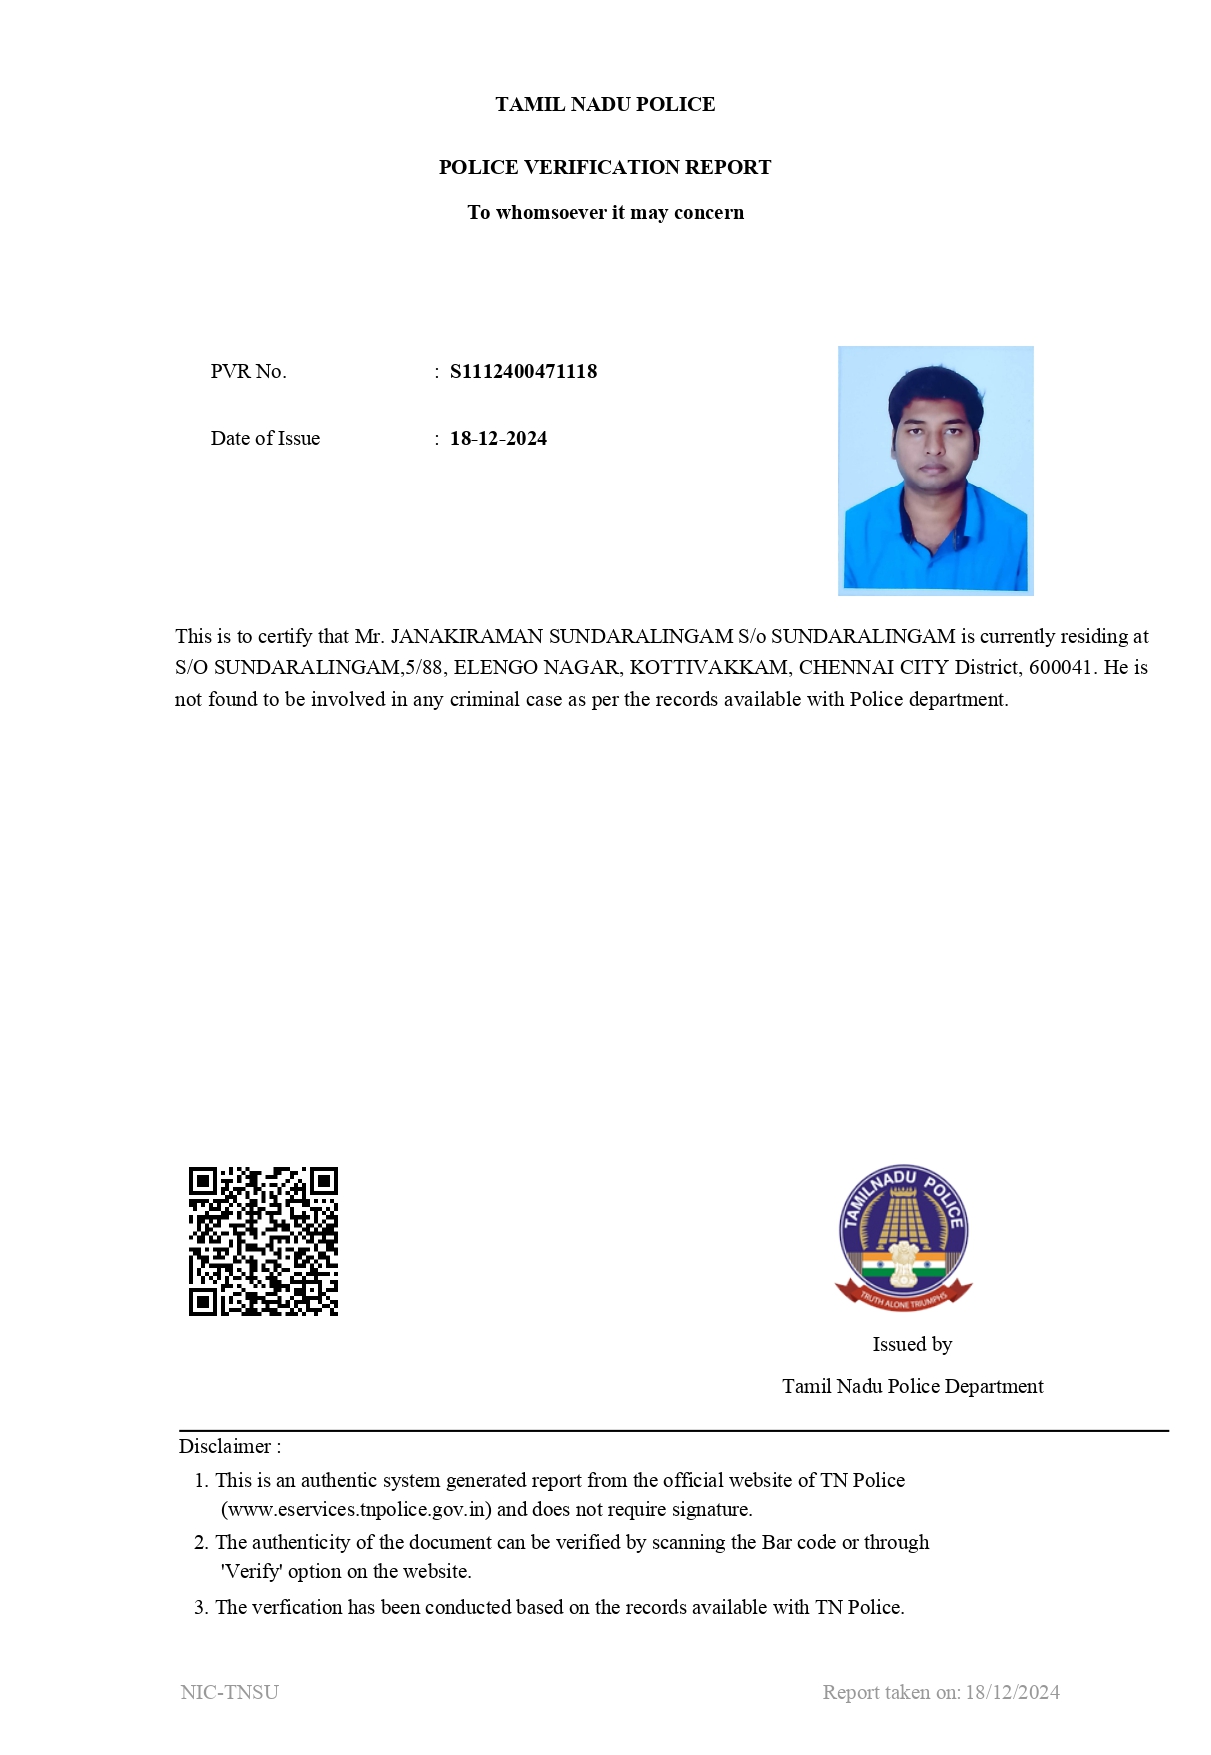 TAMIL NADU POLICE
POLICE VERIFICATION REPORT
To whomsoever it may concern
PVR No. : S1112400471118
Date of Issue : 18-12-2024
This is to certify that Mr. JANAKIRAMAN SUNDARALINGAM S/o SUNDARALINGAM is currently residing at
S/O SUNDARALINGAM,5/88, ELENGO NAGAR, KOTTIVAKKAM, CHENNAI CITY District, 600041. He is
not found to be involved in any criminal case as per the records available with Police department.
TAMILNADU POLICE
TRUTH ALONE TRIUMPHS
Issued by
Tamil Nadu Police Department
Disclaimer :
1. This is an authentic system generated report from the official website of TN Police
(www.eservices.tnpolice.gov.in) and does not require signature.
2. The authenticity of the document can be verified by scanning the Bar code or through
'Verify' option on the website.
3. The verfication has been conducted based on the records available with TN Police.
NIC-TNSU
Report taken on: 18/12/2024